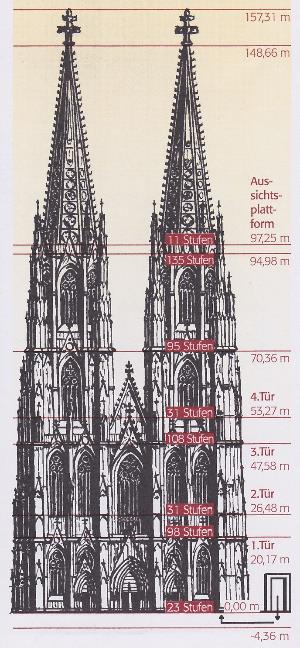 157,31 m
148,66 m
Aus-
sichts-
platt-
form
11 Stufen
97,25 m
135 Stufen
94,98 m
95 Stufen
70,36 m
4.Tür
31 Stufen
53,27 m
108 Stufen
3.Tür
47,58 m
2.Tür
31 Stufen
26,48 m
98 Stufen
1.Tür
20,17 m
23 Stufen
0,00 m
-4,36 m